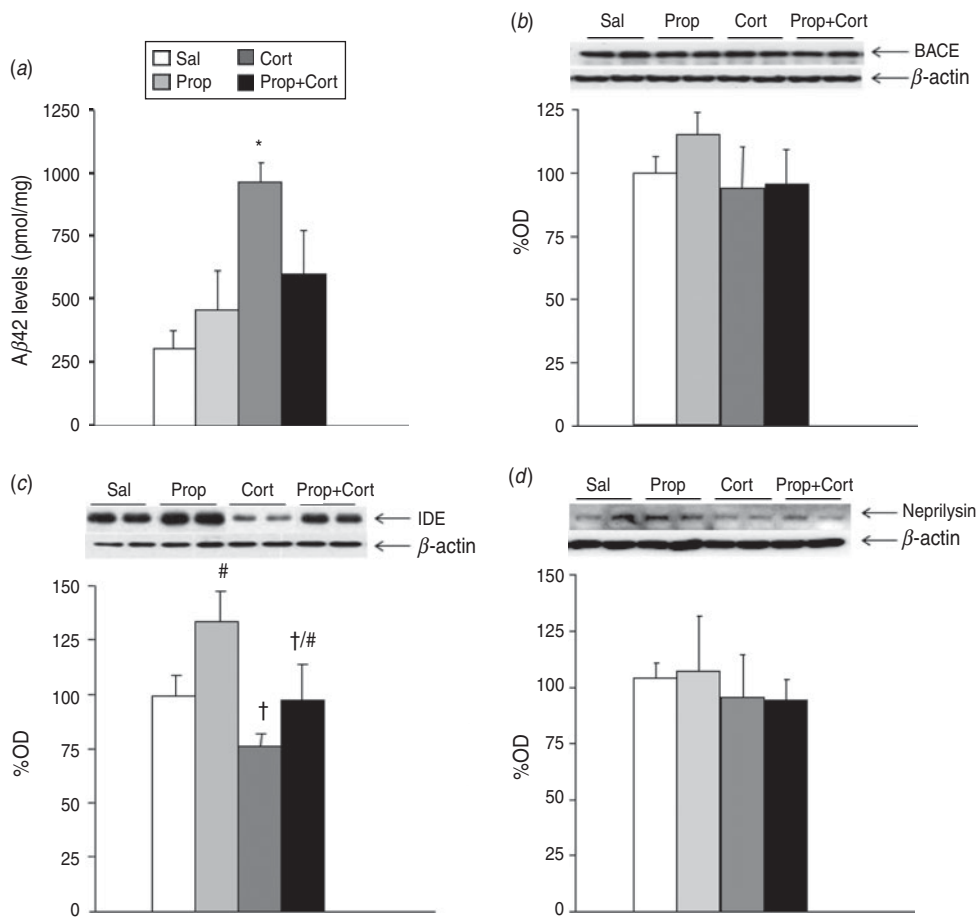 (a)
Sal Cort
Prop Prop+Cort
1250
1000
750
500
250
0
Aβ42 levels (pmol/mg)
*
(b)
Sal Prop Cort Prop+Cort
BACE
β-actin
125
100
75
50
25
0
%OD
(c)
Sal Prop Cort Prop+Cort
IDE
β-actin
150
125
100
75
50
25
0
%OD
#
†
†/#
(d)
Sal Prop Cort Prop+Cort
Neprilysin
β-actin
150
125
100
75
50
25
0
%OD